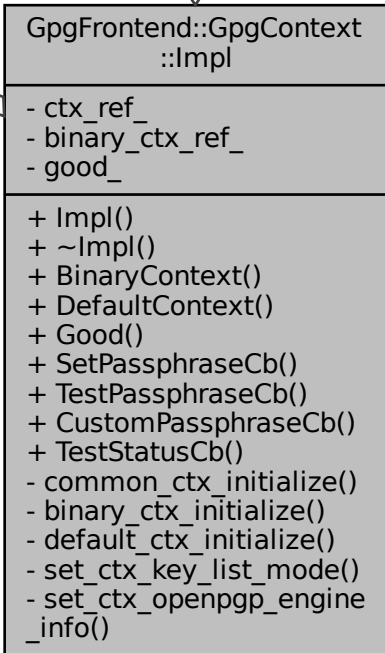 GpgFrontend::GpgContext
::Impl
- ctx_ref_
- binary_ctx_ref_
- good_
+ Impl()
+ ~Impl()
+ BinaryContext()
+ DefaultContext()
+ Good()
+ SetPassphraseCb()
+ TestPassphraseCb()
+ CustomPassphraseCb()
+ TestStatusCb()
- common_ctx_initialize()
- binary_ctx_initialize()
- default_ctx_initialize()
- set_ctx_key_list_mode()
- set_ctx_openpgp_engine
_info()